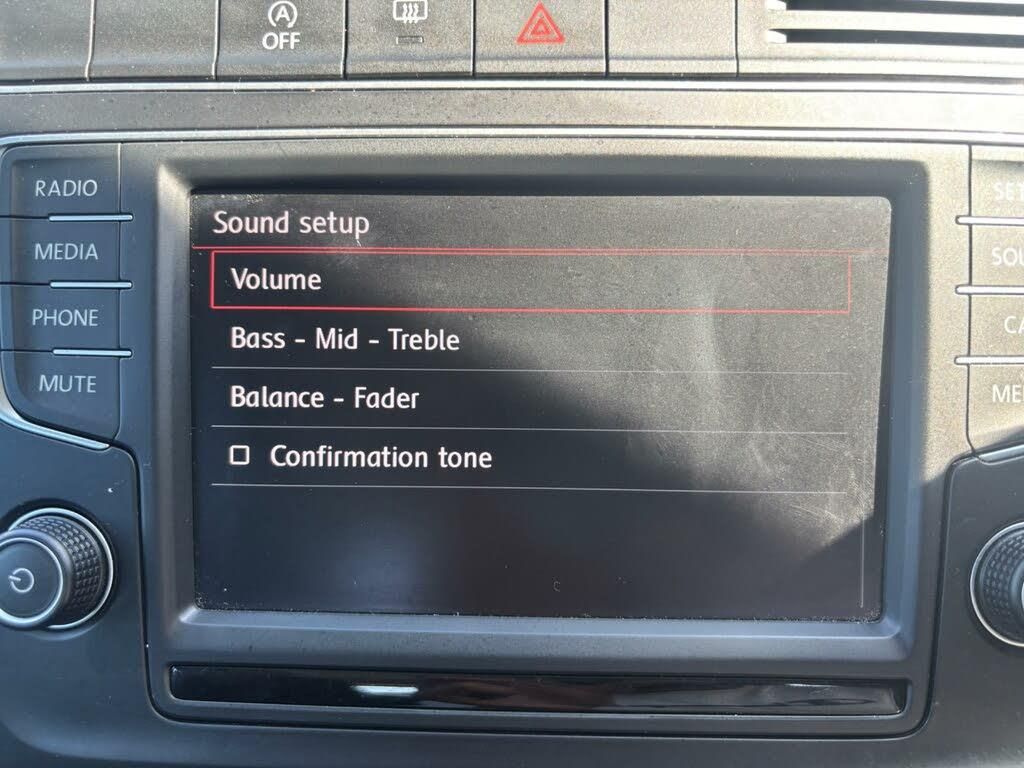 A
OFF
RADIO
MEDIA
PHONE
MUTE
Sound setup
Volume
Bass - Mid - Treble
Balance - Fader
Confirmation tone